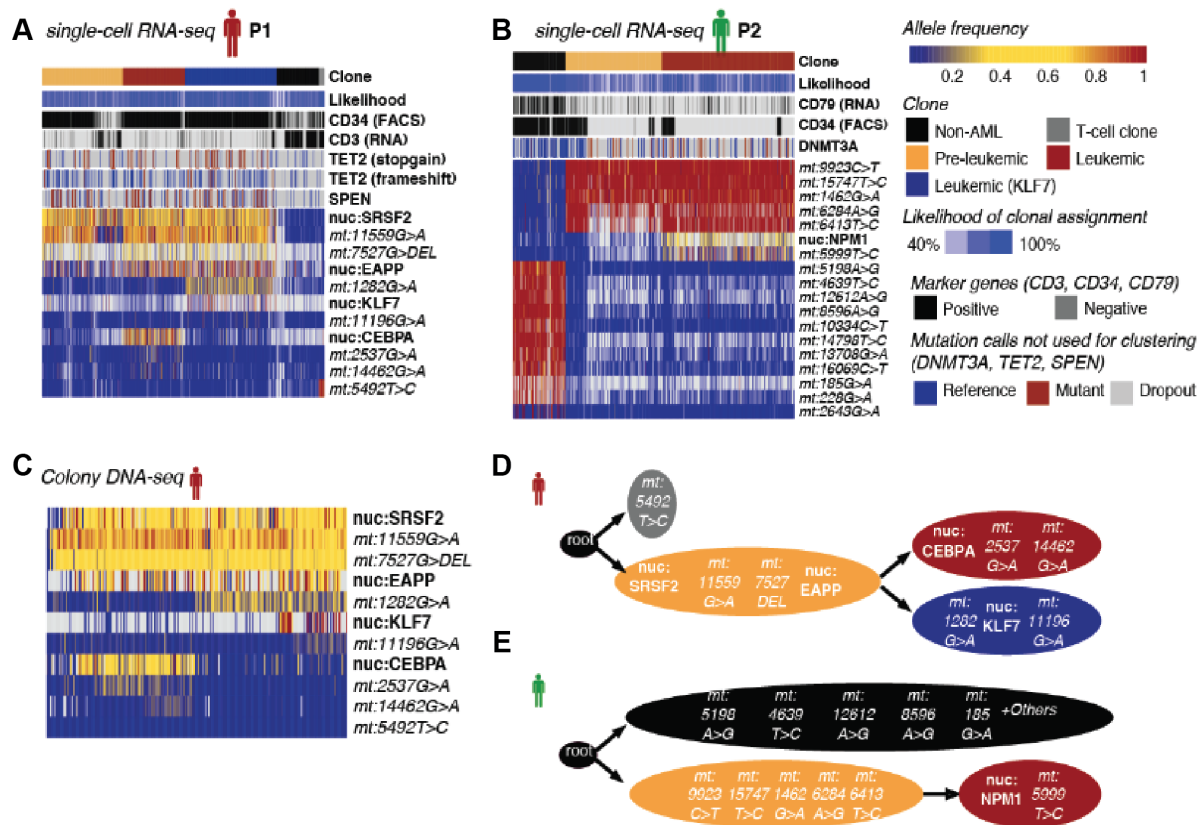 A
single-cell RNA-seq
P1
Clone
Likelihood
CD34 (FACS)
CD3 (RNA)
TET2 (stopgain)
TET2 (frameshift)
SPEN
nuc:SRSF2
mt:11559G>A
mt:7527G>DEL
nuc:EAPP
mt:1282G>A
nuc:KLF7
mt:11196G>A
nuc:CEBPA
mt:2537G>A
mt:14462G>A
mt:5492T>C
B
single-cell RNA-seq
P2
Clone
Likelihood
CD79 (RNA)
CD34 (FACS)
DNMT3A
mt:9923C>T
mt:15747T>C
mt:1462G>A
mt:6284A>G
mt:6413T>C
nuc:NPM1
mt:5999T>C
mt:5198A>G
mt:4639T>C
mt:12612A>G
mt:8596A>G
mt:10334C>T
mt:14798T>C
mt:13708G>A
mt:16069C>T
mt:185G>A
mt:228G>A
mt:2643G>A
Allele frequency
0.2 0.6 0.8 1
Clone
Non-AML
T-cell clone
Pre-leukemic
Leukemic
Leukemic (KLF7)
Likelihood of clonal assignment
40% 100%
Marker genes (CD3, CD34, CD79)
Positive
Negative
Mutation calls not used for clustering
(DNMT3A, TET2, SPEN)
Reference
Mutant
Dropout
C
Colony DNA-seq
nuc:SRSF2
mt:11559G>A
mt:7527G>DEL
nuc:EAPP
mt:1282G>A
nuc:KLF7
mt:11196G>A
nuc:CEBPA
mt:2537G>A
mt:14462G>A
mt:5492T>C
D
mt:
5492
T>C
root
nuc:
SRSF2
mt:
11559
G>A
mt:
7527
DEL
nuc:
EAPP
nuc:
CEBPA
mt:
2537
G>A
mt:
14462
G>A
mt:
1282
G>A
nuc:
KLF7
mt:
11196
G>A
E
mt:
5198
A>G
mt:
4639
T>C
mt:
12612
A>G
mt:
8596
A>G
mt:
185
G>A
+Others
root
mt:
9923
C>T
mt:
15747
T>C
mt:
1462
G>A
mt:
6284
A>G
mt:
6413
T>C
nuc:
NPM1
mt:
5999
T>C